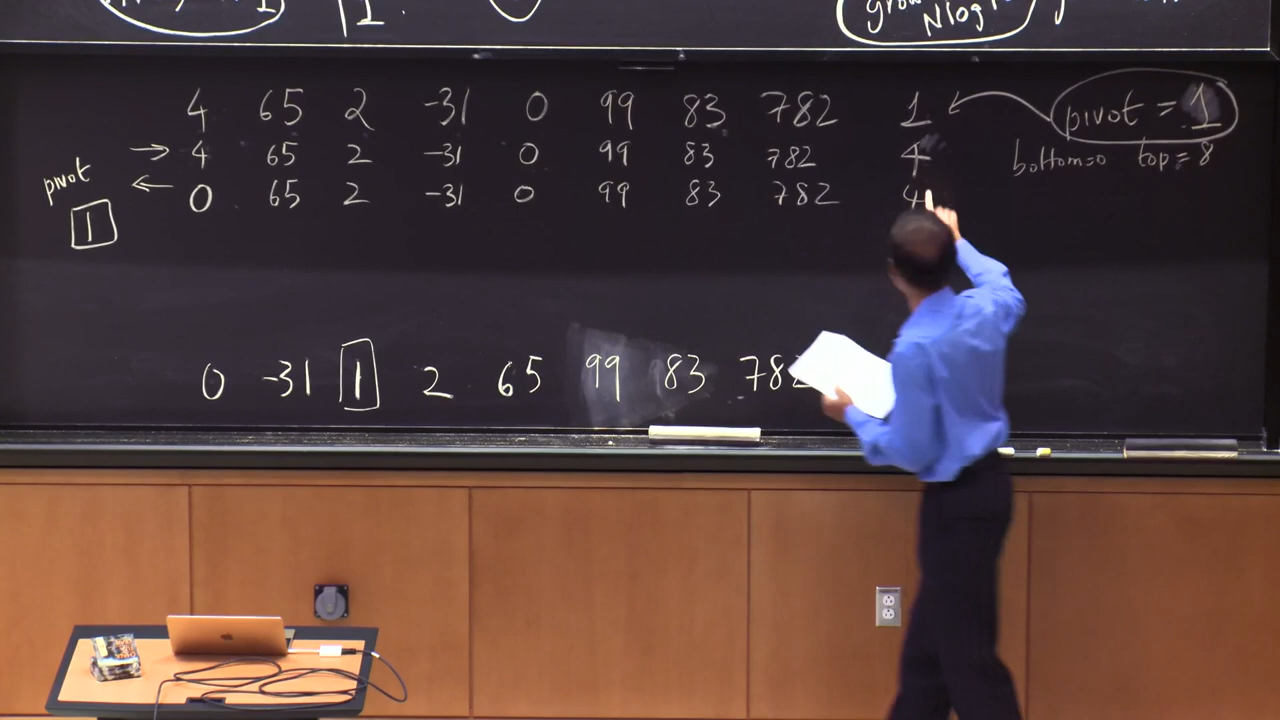 1.
Nlog
4 65 2 -31 0 99 83 782 1 ← pivot = 1
→ 4 65 2 -31 0 99 83 782 4 bottom=0 top=8
pivot ← 0 65 2 -31 0 99 83 782 4
1
0 -31 1 2 65 99 83 782